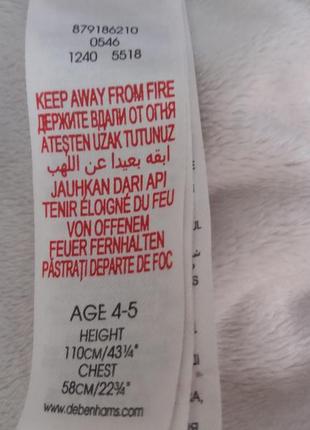 879186210
0546
1240 5518
KEEP AWAY FROM FIRE
ДЕРЖИТЕ ВДАЛИ ОТ ОГНЯ
ATEŞTEN UZAK TUTUNUZ
ابقه بعيدا عن اللهب
JAUHKAN DARI API
TENIR ÉLOIGNÉ DU FEU
VON OFFENEM
FEUER FERNHALTEN
PĂSTRAȚI DEPARTE DE FOC
AGE 4-5
HEIGHT
110CM/43¼"
CHEST
58CM/22¾"
www.debenhams.com